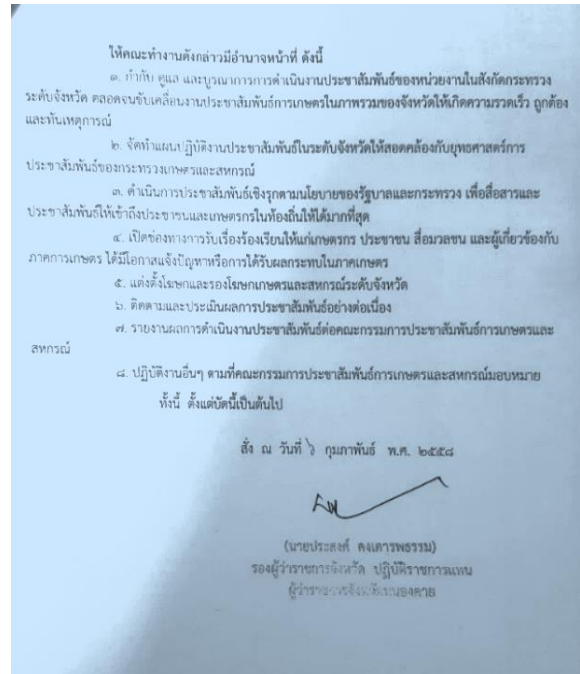 ให้คณะทำงานดังกล่าวมีอำนาจหน้าที่ ดังนี้
๑. กำกับ ดูแล และบูรณาการการดำเนินงานประชาสัมพันธ์ของหน่วยงานในสังกัดกระทรวง
ระดับจังหวัด ตลอดจนขับเคลื่อนงานประชาสัมพันธ์การเกษตรในภาพรวมของจังหวัดให้เกิดความรวดเร็ว ถูกต้อง
และทันเหตุการณ์
๒. จัดทำแผนปฏิบัติงานประชาสัมพันธ์ในระดับจังหวัดให้สอดคล้องกับยุทธศาสตร์การ
ประชาสัมพันธ์ของกระทรวงเกษตรและสหกรณ์
๓. ดำเนินการประชาสัมพันธ์เชิงรุกตามนโยบายของรัฐบาลและกระทรวง เพื่อสื่อสารและ
ประชาสัมพันธ์ให้เข้าถึงประชาชนและเกษตรกรในท้องถิ่นให้ได้มากที่สุด
๔. เปิดช่องทางการรับเรื่องร้องเรียนให้แก่เกษตรกร ประชาชน สื่อมวลชน และผู้เกี่ยวข้องกับ
ภาคการเกษตร ได้มีโอกาสแจ้งปัญหาหรือการได้รับผลกระทบในภาคเกษตร
๕. แต่งตั้งโฆษกและรองโฆษกเกษตรและสหกรณ์ระดับจังหวัด
๖. ติดตามและประเมินผลการประชาสัมพันธ์อย่างต่อเนื่อง
๗. รายงานผลการดำเนินงานประชาสัมพันธ์ต่อคณะกรรมการประชาสัมพันธ์การเกษตรและ
สหกรณ์
๘. ปฏิบัติงานอื่นๆ ตามที่คณะกรรมการประชาสัมพันธ์การเกษตรและสหกรณ์มอบหมาย
ทั้งนี้ ตั้งแต่บัดนี้เป็นต้นไป
สั่ง ณ วันที่ ๖ กุมภาพันธ์ พ.ศ. ๒๕๕๘
(นายประสงค์ คงเคารพธรรม)
รองผู้ว่าราชการจังหวัด ปฏิบัติราชการแทน
ผู้ว่าราชการจังหวัดหนองคาย